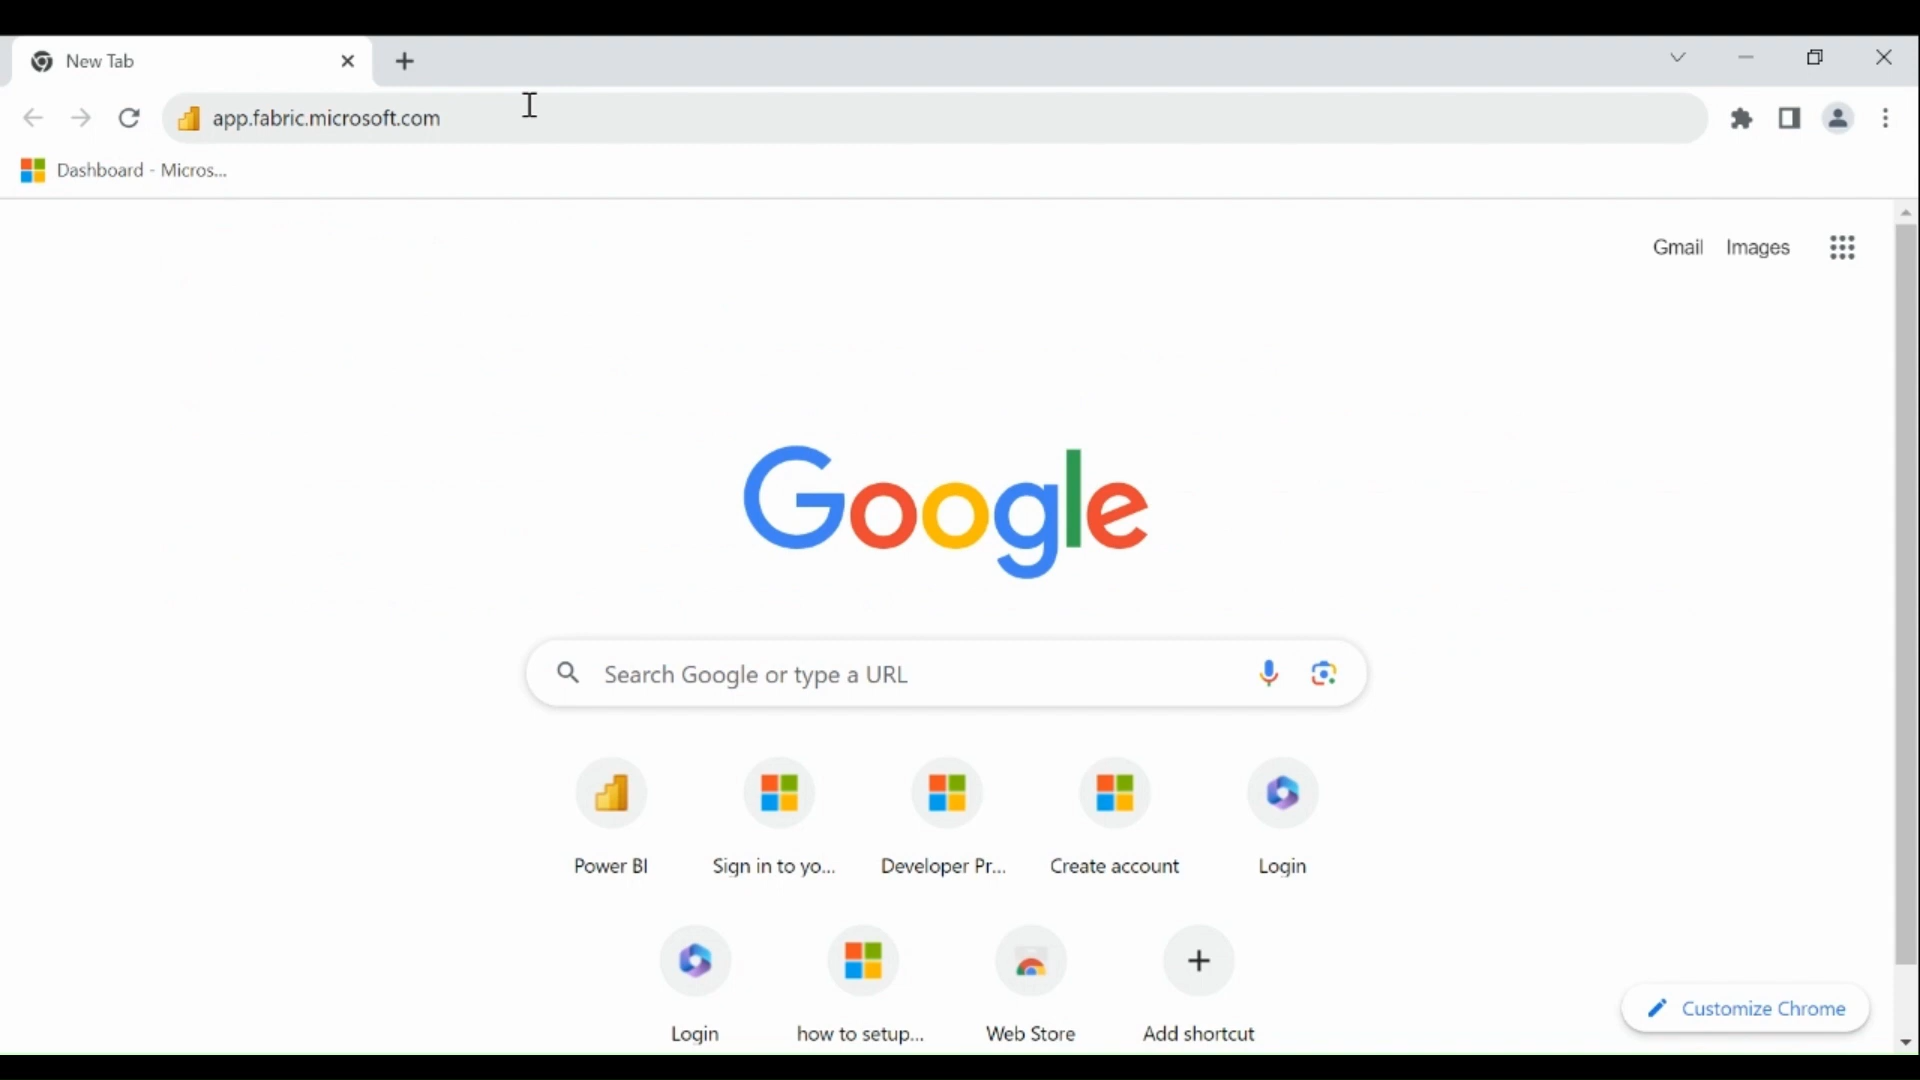 New Tab
app.fabric.microsoft.com
Dashboard - Micros...
Gmail Images
Google
Search Google or type a URL
Power BI
Sign in to yo...
Developer Pr...
Create account
Login
Login
how to setup...
Web Store
Add shortcut
Customize Chrome